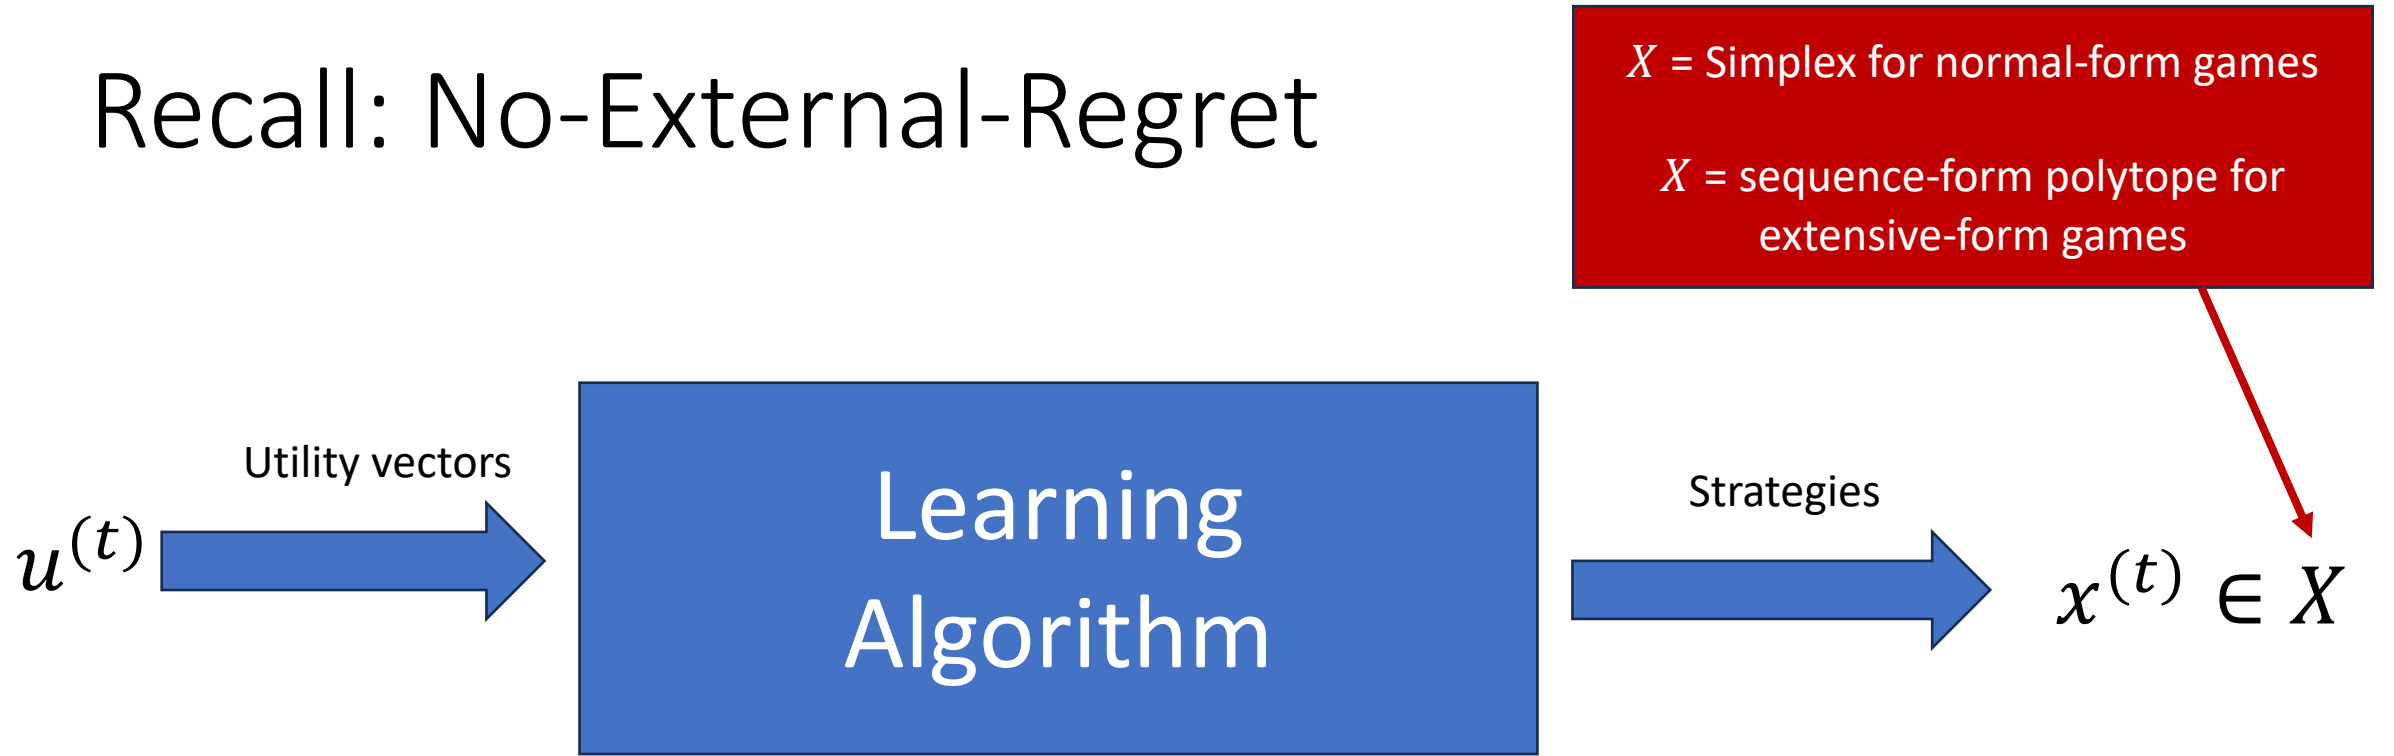 Recall: No-External-Regret
X = Simplex for normal-form games
X = sequence-form polytope for
extensive-form games
Utility vectors
u^(t)
Learning
Algorithm
Strategies
x^(t) ∈ X